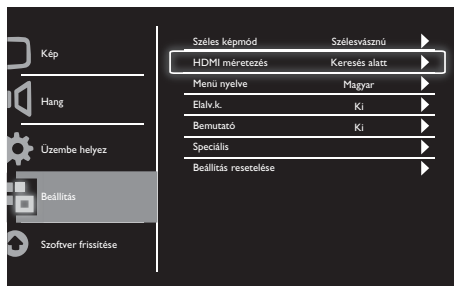 Kép
Hang
Üzembe helyez
Beállítás
Szoftver frissítése
Széles képmód Szélesvásznú
HDMI méretezés Keresés alatt
Menü nyelve Magyar
Elalv.k. Ki
Bemutató Ki
Speciális
Beállítás resetelése